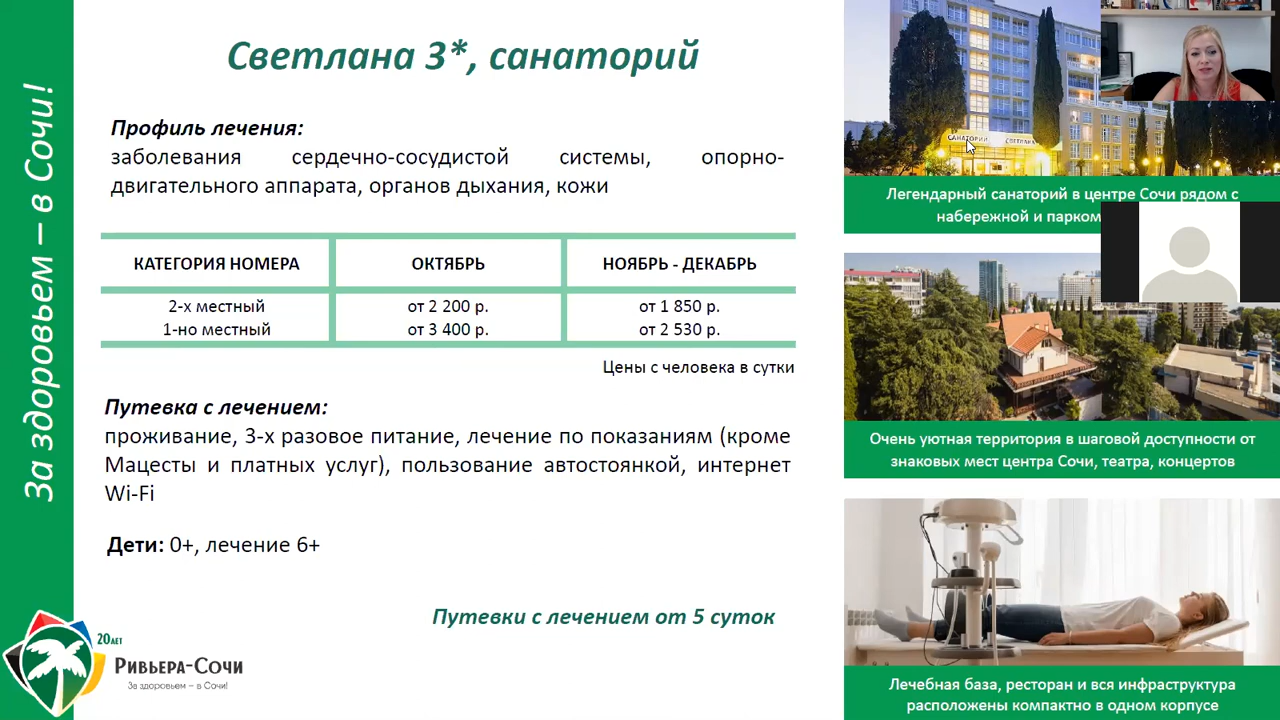 За здоровьем – в Сочи!
Светлана 3*, санаторий
Профиль лечения:
заболевания сердечно-сосудистой системы, опорно-
двигательного аппарата, органов дыхания, кожи
КАТЕГОРИЯ НОМЕРА ОКТЯБРЬ НОЯБРЬ - ДЕКАБРЬ
2-х местный от 2 200 р. от 1 850 р.
1-но местный от 3 400 р. от 2 530 р.
Цены с человека в сутки
Путевка с лечением:
проживание, 3-х разовое питание, лечение по показаниям (кроме
Мацесты и платных услуг), пользование автостоянкой, интернет
Wi-Fi
Дети: 0+, лечение 6+
Путевки с лечением от 5 суток
20ЛЕТ
Ривьера-Сочи
За здоровьем – в Сочи!
САНАТОРИЙ СВЕТЛАНА
Легендарный санаторий в центре Сочи рядом с
набережной и парком
Очень уютная территория в шаговой доступности от
знаковых мест центра Сочи, театра, концертов
Лечебная база, ресторан и вся инфраструктура
расположены компактно в одном корпусе